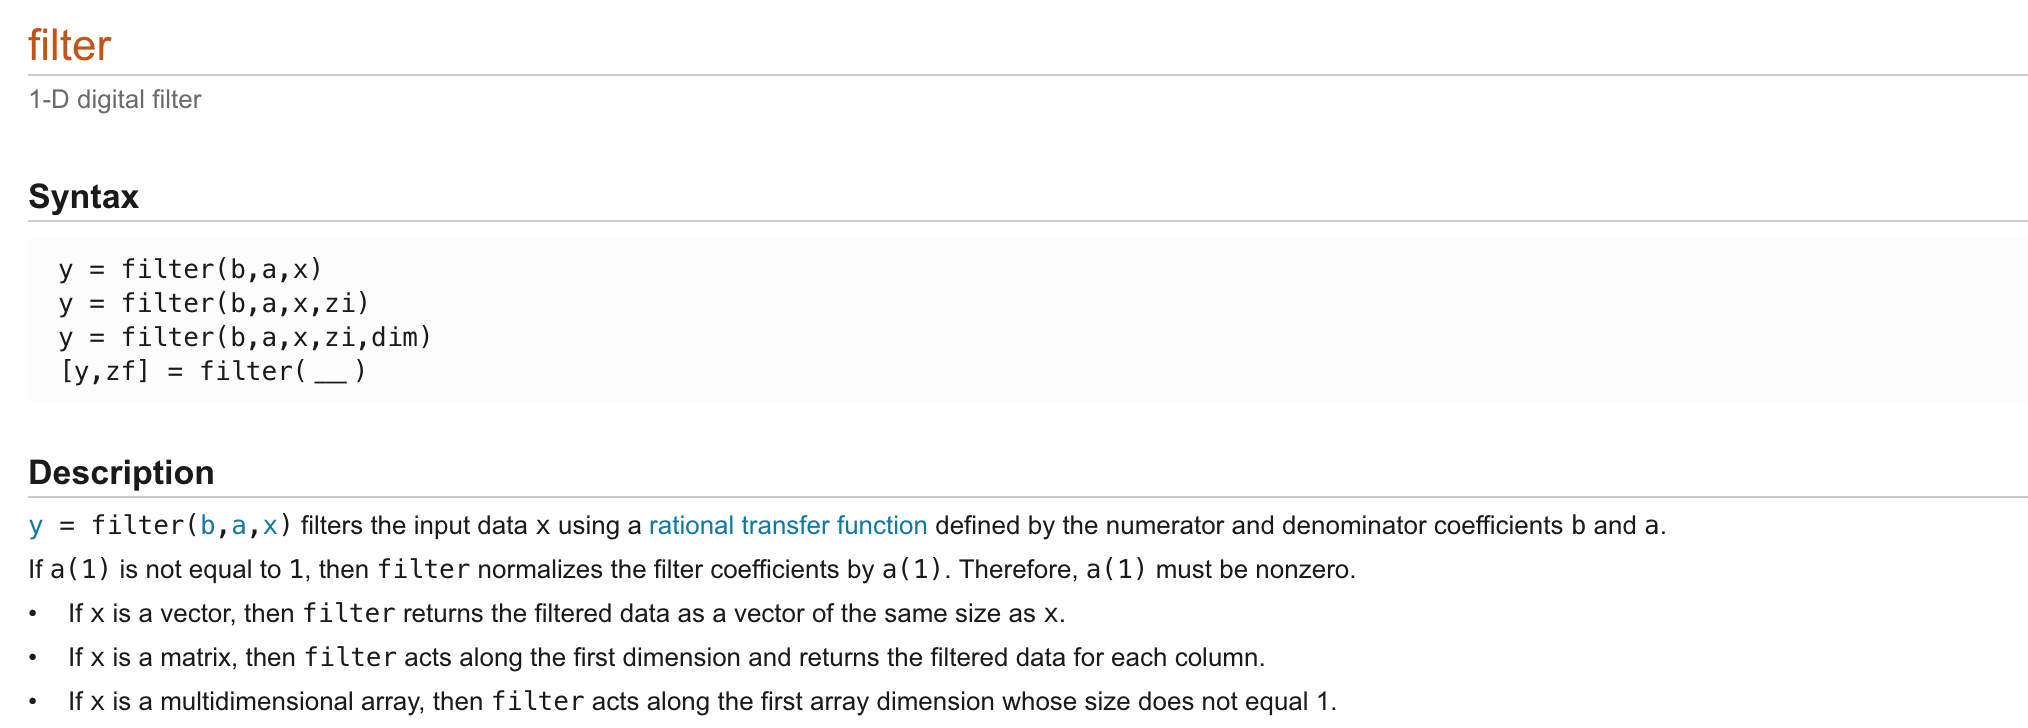 filter
1-D digital filter
Syntax
y = filter(b,a,x)
y = filter(b,a,x,zi)
y = filter(b,a,x,zi,dim)
[y,zf] = filter(__)
Description
y = filter(b,a,x) filters the input data x using a rational transfer function defined by the numerator and denominator coefficients b and a.
If a(1) is not equal to 1, then filter normalizes the filter coefficients by a(1). Therefore, a(1) must be nonzero.
• If x is a vector, then filter returns the filtered data as a vector of the same size as x.
• If x is a matrix, then filter acts along the first dimension and returns the filtered data for each column.
• If x is a multidimensional array, then filter acts along the first array dimension whose size does not equal 1.